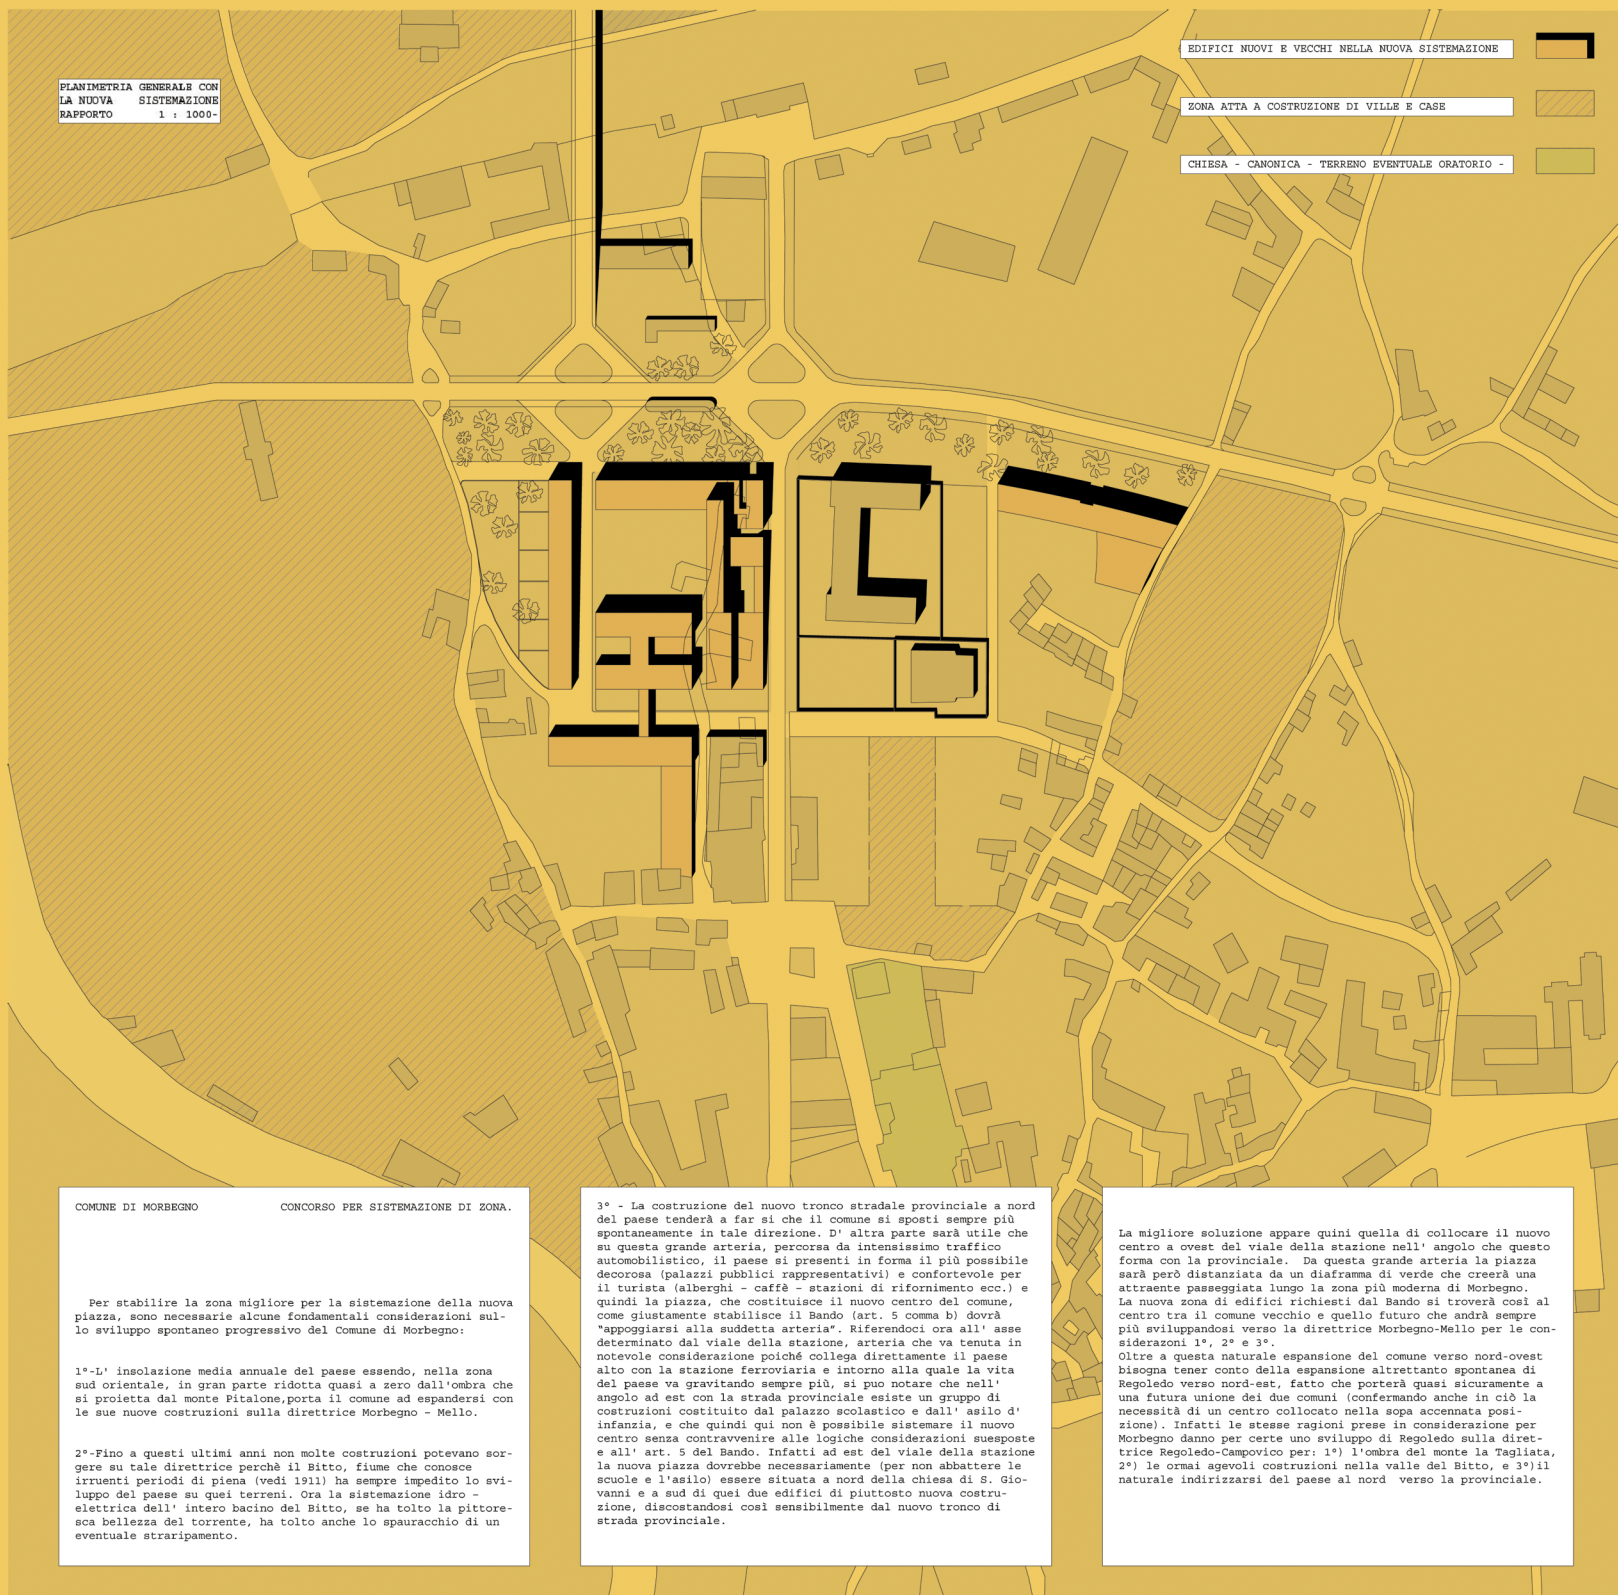 PLANIMETRIA GENERALE CON
LA NUOVA SISTEMAZIONE
RAPPORTO 1 : 1000-
EDIFICI NUOVI E VECCHI NELLA NUOVA SISTEMAZIONE
ZONA ATTA A COSTRUZIONE DI VILLE E CASE
CHIESA - CANONICA - TERRENO EVENTUALE ORATORIO -
COMUNE DI MORBEGNO CONCORSO PER SISTEMAZIONE DI ZONA.
Per stabilire la zona migliore per la sistemazione della nuova
piazza, sono necessarie alcune fondamentali considerazioni sul-
lo sviluppo spontaneo progressivo del Comune di Morbegno:
1°-L' insolazione media annuale del paese essendo, nella zona
sud orientale, in gran parte ridotta quasi a zero dall'ombra che
si proietta dal monte Pitalone,porta il comune ad espandersi con
le sue nuove costruzioni sulla direttrice Morbegno – Mello.
2°-Fino a questi ultimi anni non molte costruzioni potevano sor-
gere su tale direttrice perchè il Bitto, fiume che conosce
irruenti periodi di piena (vedi 1911) ha sempre impedito lo svi-
luppo del paese su quei terreni. Ora la sistemazione idro –
elettrica dell' intero bacino del Bitto, se ha tolto la pittore-
sca bellezza del torrente, ha tolto anche lo spauracchio di un
eventuale straripamento.
3° - La costruzione del nuovo tronco stradale provinciale a nord
del paese tenderà a far si che il comune si sposti sempre più
spontaneamente in tale direzione. D' altra parte sarà utile che
su questa grande arteria, percorsa da intensissimo traffico
automobilistico, il paese si presenti in forma il più possibile
decorosa (palazzi pubblici rappresentativi) e confortevole per
il turista (alberghi – caffè – stazioni di rifornimento ecc.) e
quindi la piazza, che costituisce il nuovo centro del comune,
come giustamente stabilisce il Bando (art. 5 comma b) dovrà
"appoggiarsi alla suddetta arteria". Riferendoci ora all' asse
determinato dal viale della stazione, arteria che va tenuta in
notevole considerazione poiché collega direttamente il paese
alto con la stazione ferroviaria e intorno alla quale la vita
del paese va gravitando sempre più, si puo notare che nell'
angolo ad est con la strada provinciale esiste un gruppo di
costruzioni costituito dal palazzo scolastico e dall' asilo d'
infanzia, e che quindi qui non è possibile sistemare il nuovo
centro senza contravvenire alle logiche considerazioni suesposte
e all' art. 5 del Bando. Infatti ad est del viale della stazione
la nuova piazza dovrebbe necessariamente (per non abbattere le
scuole e l'asilo) essere situata a nord della chiesa di S. Gio-
vanni e a sud di quei due edifici di piuttosto nuova costru-
zione, discostandosi così sensibilmente dal nuovo tronco di
strada provinciale.
La migliore soluzione appare quini quella di collocare il nuovo
centro a ovest del viale della stazione nell' angolo che questo
forma con la provinciale. Da questa grande arteria la piazza
sarà però distanziata da un diaframma di verde che creerà una
attraente passeggiata lungo la zona più moderna di Morbegno.
La nuova zona di edifici richiesti dal Bando si troverà così al
centro tra il comune vecchio e quello futuro che andrà sempre
più sviluppandosi verso la direttrice Morbegno-Mello per le con-
siderazoni 1°, 2° e 3°.
Oltre a questa naturale espansione del comune verso nord-ovest
bisogna tener conto della espansione altrettanto spontanea di
Regoledo verso nord-est, fatto che porterà quasi sicuramente a
una futura unione dei due comuni (confermando anche in ciò la
necessità di un centro collocato nella sopa accennata posi-
zione). Infatti le stesse ragioni prese in considerazione per
Morbegno danno per certe uno sviluppo di Regoledo sulla diret-
trice Regoledo-Campovico per: 1°) l'ombra del monte la Tagliata,
2°) le ormai agevoli costruzioni nella valle del Bitto, e 3°)il
naturale indirizzarsi del paese al nord verso la provinciale.